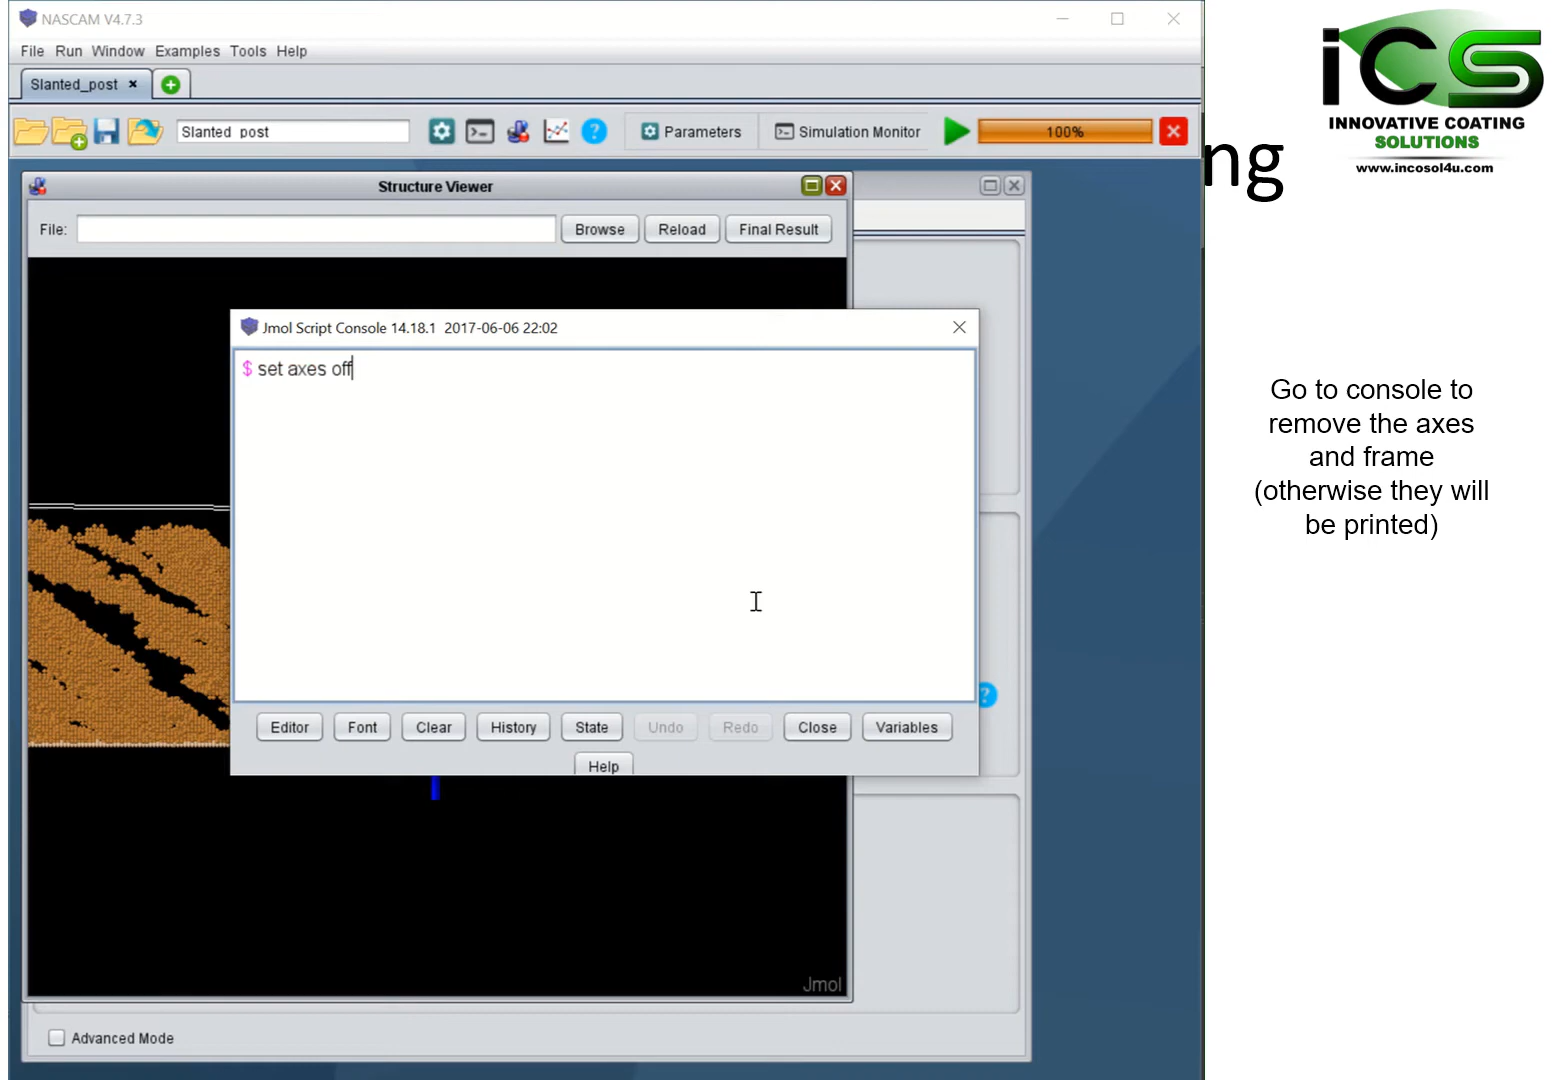 NASCAM V4.7.3
File Run Window Examples Tools Help
Slanted_post
Slanted_post
Parameters
Simulation Monitor
100%
ng
iCS
INNOVATIVE COATING
SOLUTIONS
www.incosol4u.com
Structure Viewer
File:
Browse
Reload
Final Result
Jmol Script Console 14.18.1 2017-06-06 22:02
$ set axes off
Go to console to
remove the axes
and frame
(otherwise they will
be printed)
Editor
Font
Clear
History
State
Undo
Redo
Close
Variables
Help
Jmol
Advanced Mode